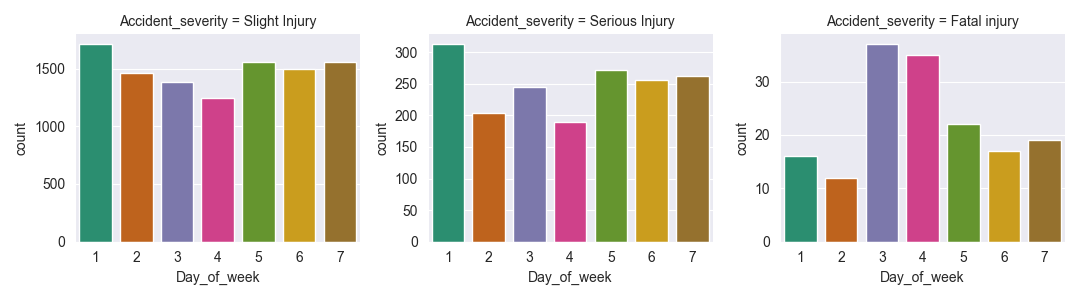 Accident_severity = Slight Injury
count
1500
1000
500
0
1 2 3 4 5 6 7
Day_of_week
Accident_severity = Serious Injury
count
300
250
200
150
100
50
0
1 2 3 4 5 6 7
Day_of_week
Accident_severity = Fatal injury
count
30
20
10
0
1 2 3 4 5 6 7
Day_of_week